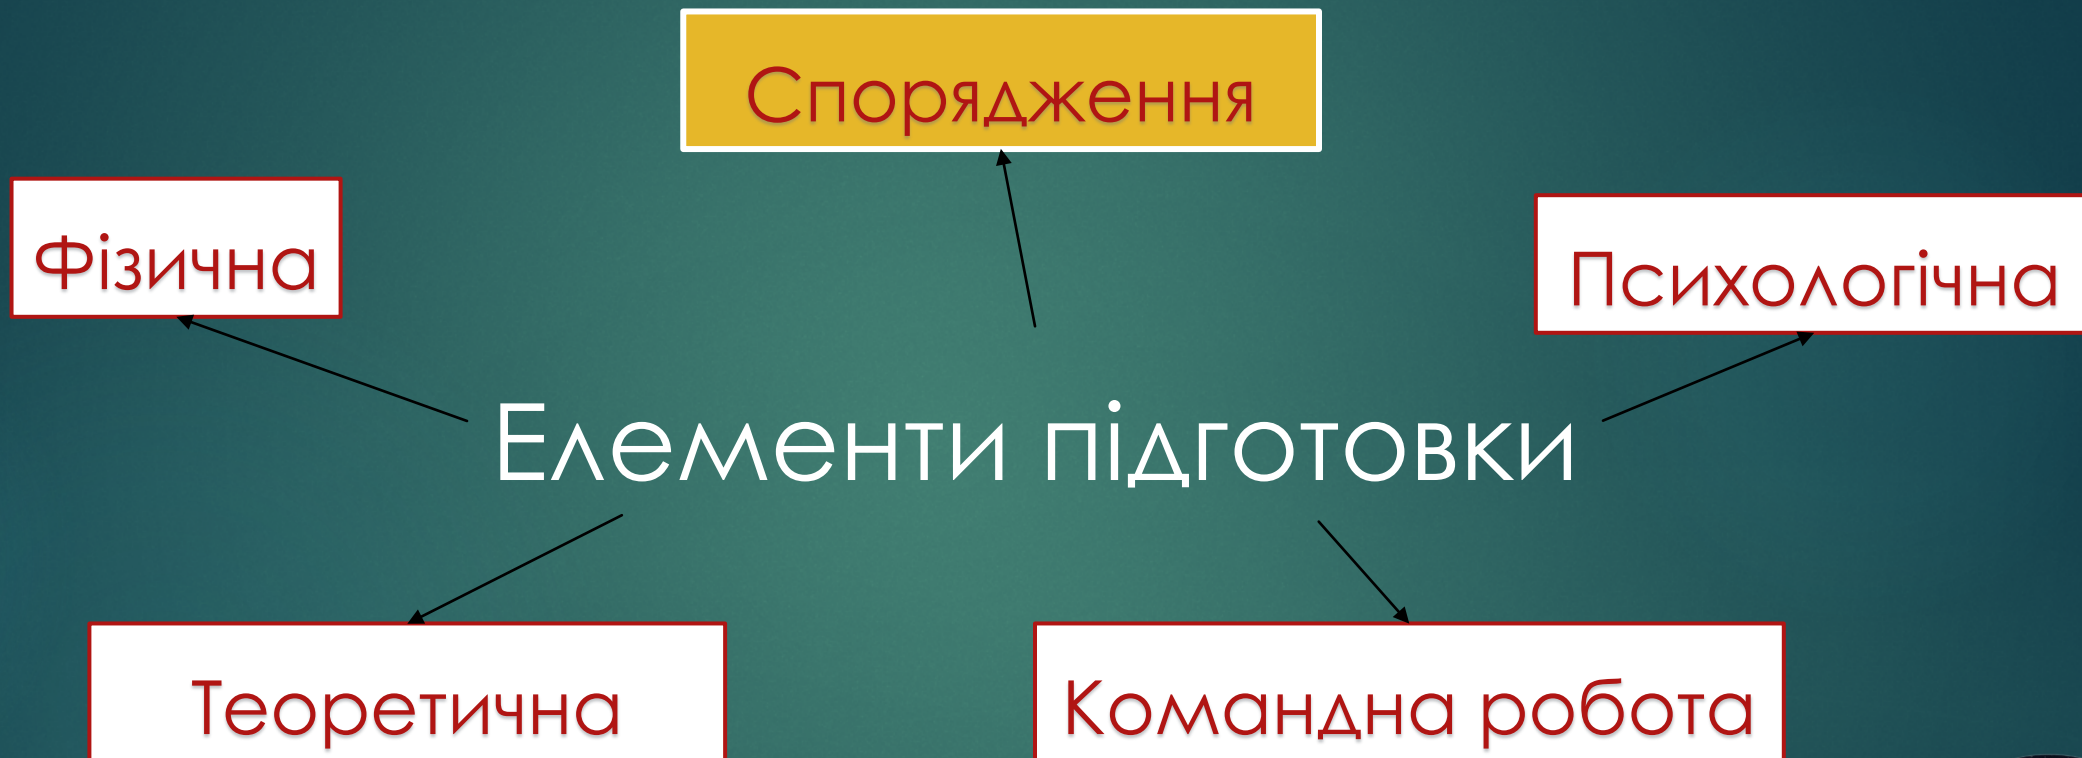 Спорядження
Фізична
Психологічна
Елементи підготовки
Теоретична
Командна робота